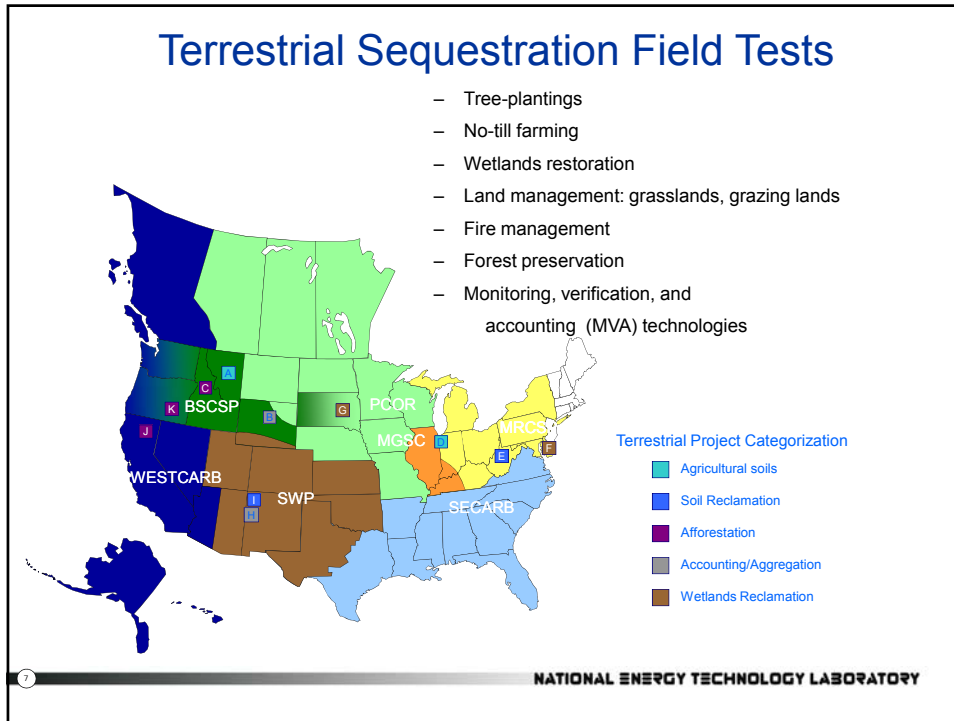 Terrestrial Sequestration Field Tests
– Tree-plantings
– No-till farming
– Wetlands restoration
– Land management: grasslands, grazing lands
– Fire management
– Forest preservation
– Monitoring, verification, and
accounting (MVA) technologies
A
C
K
BSCSP
B
G
PCOR
J
MGSC
D
MRCS
E
F
WESTCARB
I
SWP
H
SECARB
Terrestrial Project Categorization
Agricultural soils
Soil Reclamation
Afforestation
Accounting/Aggregation
Wetlands Reclamation
7
NATIONAL ENERGY TECHNOLOGY LABORATORY